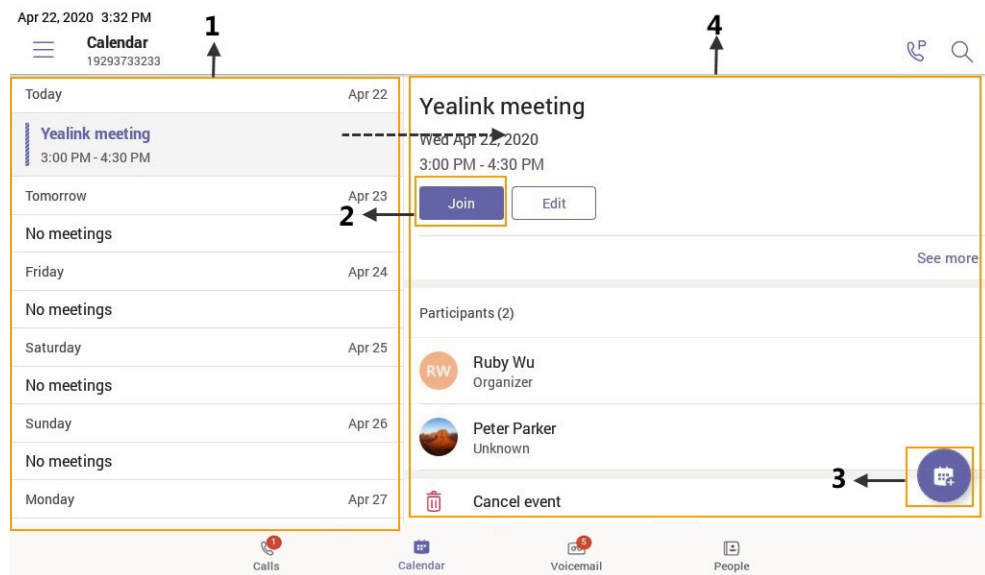 Apr 22, 2020 3:32 PM
Calendar
19293733233
P
1
4
Today Apr 22
Yealink meeting
3:00 PM - 4:30 PM
Tomorrow Apr 23
No meetings
Friday Apr 24
No meetings
Saturday Apr 25
No meetings
Sunday Apr 26
No meetings
Monday Apr 27
Yealink meeting
Wed Apr 22, 2020
3:00 PM - 4:30 PM
2
Join Edit
See more
Participants (2)
RW
Ruby Wu
Organizer
Peter Parker
Unknown
3
Cancel event
1
Calls
Calendar
5
Voicemail
People